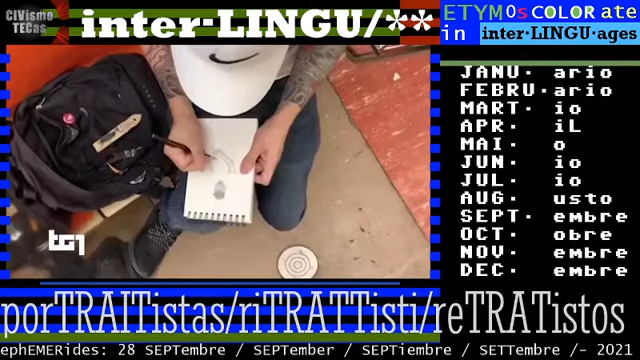 CIVismo
TECas
inter·LINGU/**
ETYMOsCOLORate
in inter·LINGU·ages
JANU· ario
FEBRU·ario
MART· io
APR· iL
MAI· o
JUN· io
JUL· io
AUG· usto
SEPT· embre
OCT· obre
NOV· embre
DEC· embre
tg1
porTRAITistas/riTRATTisti/reTRATistos
ephEMERides: 28 SEPTembre / SEPTember / SEPTiembre / SETTembre /- 2021